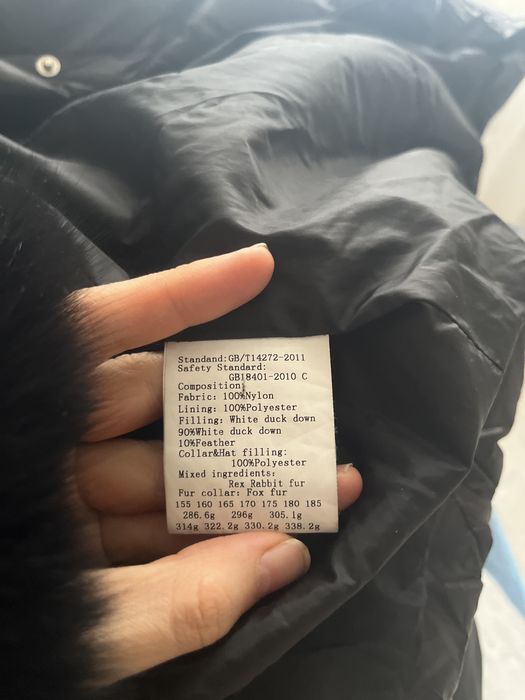 Standand:GB/T14272-2011
Safety Standard:
GB18401-2010 C
Composition:
Fabric: 100%Nylon
Lining: 100%Polyester
Filling: White duck down
90%White duck down
10%Feather
Collar&Hat filling:
100%Polyester
Mixed ingredients:
Rex Rabbit fur
Fur collar: Fox fur
155 160 165 170 175 180 185
286.6g 296g 305.1g
314g 322.2g 330.2g 338.2g